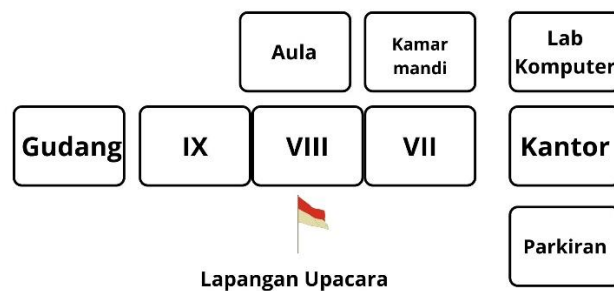 Aula
Kamar
mandi
Lab
Komputer
Gudang
IX
VIII
VII
Kantor
Parkiran
Lapangan Upacara